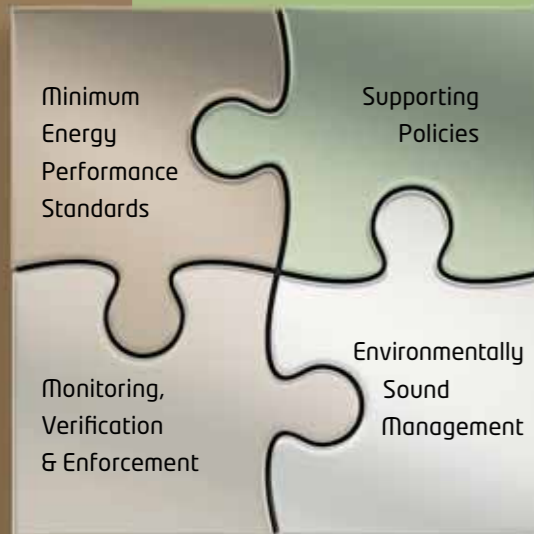 Minimum
Energy
Performance
Standards
Supporting
Policies
Monitoring,
Verification
& Enforcement
Environmentally
Sound
Management